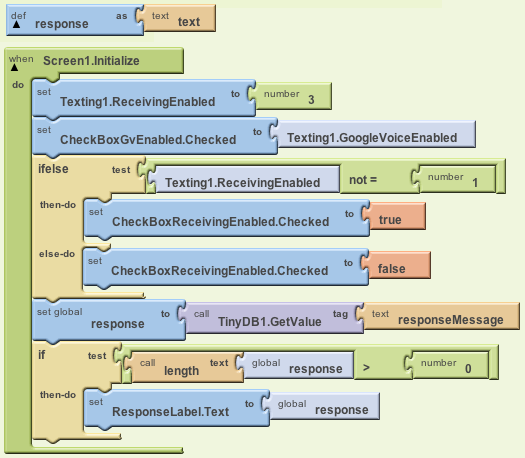 def response as text text
when Screen1.Initialize
do set Texting1.ReceivingEnabled to number 3
set CheckBoxGvEnabled.Checked to Texting1.GoogleVoiceEnabled
ifelse test Texting1.ReceivingEnabled not = number 1
then-do set CheckBoxReceivingEnabled.Checked to true
else-do set CheckBoxReceivingEnabled.Checked to false
set global response to call TinyDB1.GetValue tag text responseMessage
if test call length text global response > number 0
then-do set ResponseLabel.Text to global response